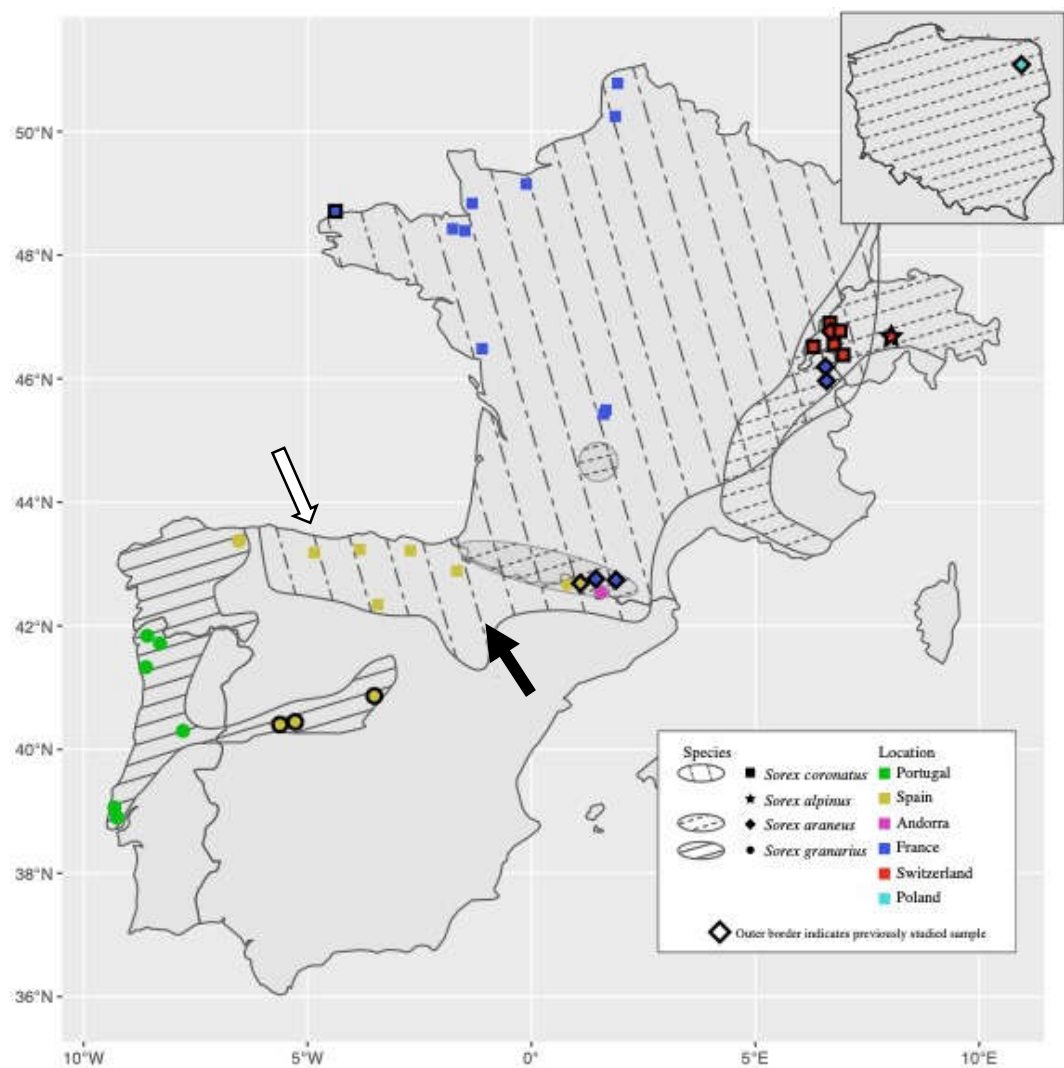 50°N
48°N
46°N
44°N
42°N
40°N
38°N
36°N
10°W
5°W
0°
5°E
10°E
Species
Sorex coronatus
Sorex alpinus
Sorex araneus
Sorex granarius
Location
Portugal
Spain
Andorra
France
Switzerland
Poland
Outer border indicates previously studied sample